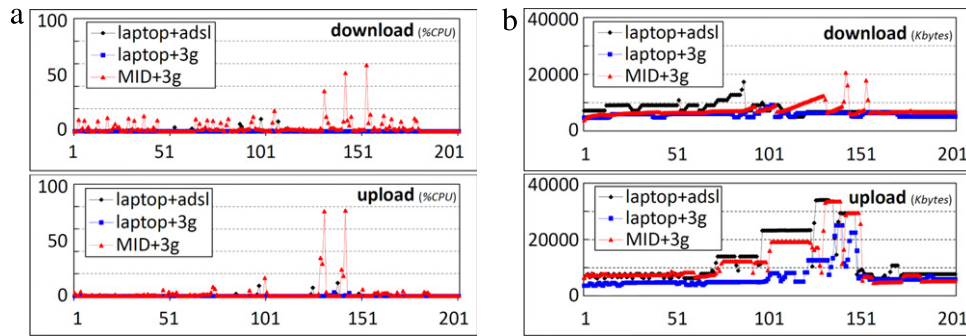 a
100
50
0
laptop+adsl
laptop+3g
MID+3g
download (%CPU)
1 51 101 151 201
100
50
0
laptop+adsl
laptop+3g
MID+3g
upload (%CPU)
1 51 101 151 201
b
40000
20000
0
laptop+adsl
laptop+3g
MID+3g
download (Kbytes)
1 51 101 151 201
40000
20000
0
laptop+adsl
laptop+3g
MID+3g
upload (Kbytes)
1 51 101 151 201